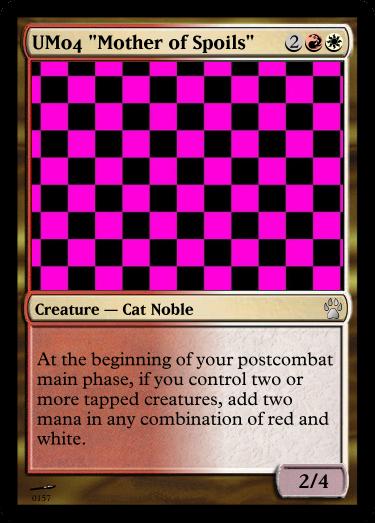 UM04 "Mother of Spoils" 2
Creature — Cat Noble
At the beginning of your postcombat
main phase, if you control two or
more tapped creatures, add two
mana in any combination of red and
white.
2/4
0157